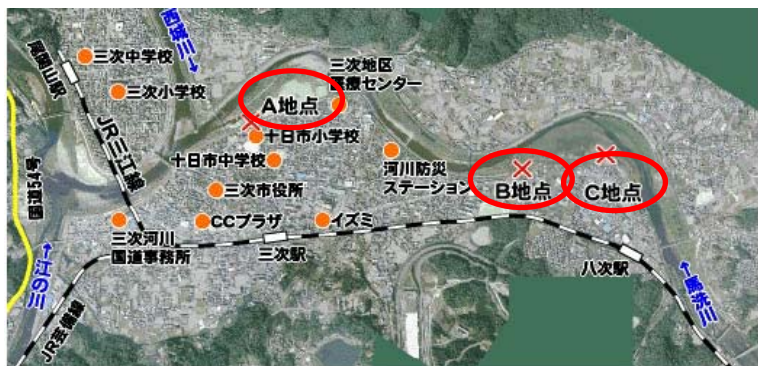 西城川→
三次中学校
尾関山駅
三次小学校
三次地区
医療センター
A地点
JR三江線
十日市小学校
十日市中学校
河川防災
ステーション
B地点
C地点
国道54号
三次市役所
CCプラザ
イズミ
三次河川
国道事務所
三次駅
八次駅
江の川→
←馬洗川
JR芸備線